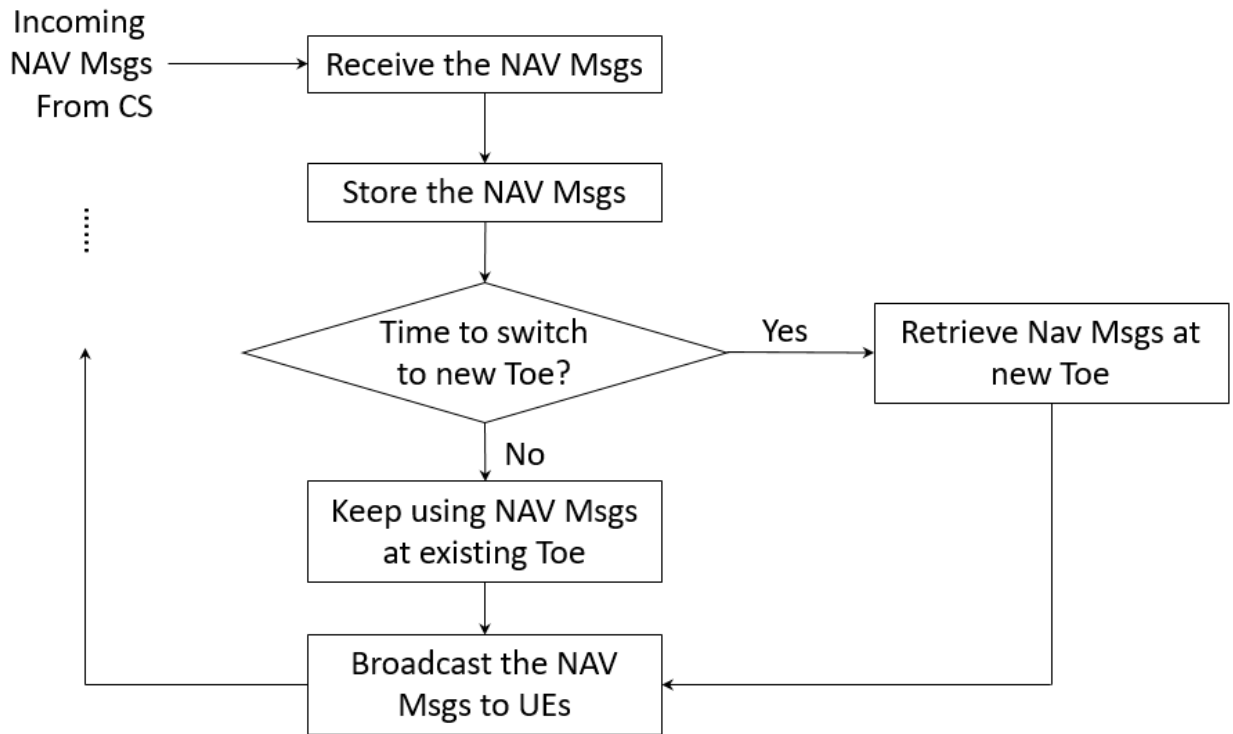 Incoming
NAV Msgs
From CS
Receive the NAV Msgs
Store the NAV Msgs
Time to switch
to new Toe?
Yes
Retrieve Nav Msgs at
new Toe
No
Keep using NAV Msgs
at existing Toe
Broadcast the NAV
Msgs to UEs